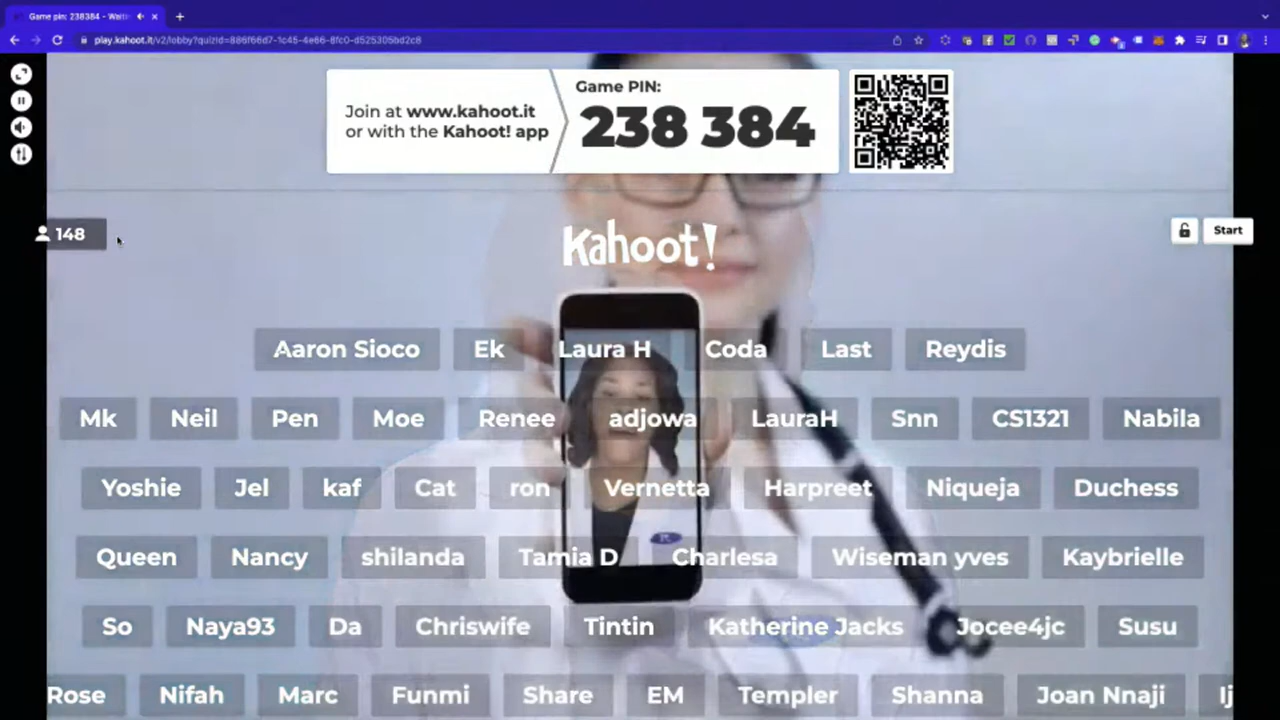 Game pin: 238384 - Waiti
play.kahoot.it/v2/lobby?quizId=886f66d7-1c45-4e66-8fc0-d525305bd2c8
Join at www.kahoot.it
or with the Kahoot! app
Game PIN:
238 384
148
Kahoot!
Start
Aaron Sioco Ek Laura H Coda Last Reydis
Mk Neil Pen Moe Renee adjowa LauraH Snn CS1321 Nabila
Yoshie Jel kaf Cat ron Vernetta Harpreet Niqueja Duchess
Queen Nancy shilanda Tamia D Charlesa Wiseman yves Kaybrielle
So Naya93 Da Chriswife Tintin Katherine Jacks Jocee4jc Susu
Rose Nifah Marc Funmi Share EM Templer Shanna Joan Nnaji Ij